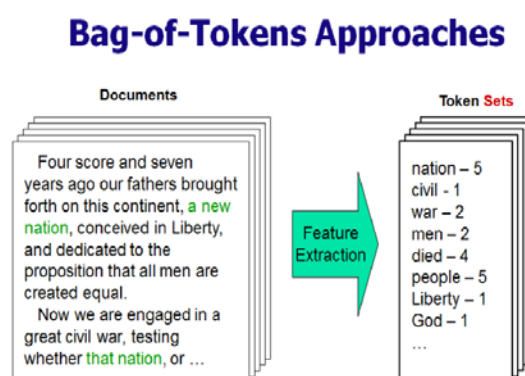 Bag-of-Tokens Approaches
Documents
Four score and seven
years ago our fathers brought
forth on this continent, a new
nation, conceived in Liberty,
and dedicated to the
proposition that all men are
created equal.
Now we are engaged in a
great civil war, testing
whether that nation, or …
Feature
Extraction
Token Sets
nation – 5
civil - 1
war – 2
men – 2
died – 4
people – 5
Liberty – 1
God – 1
…